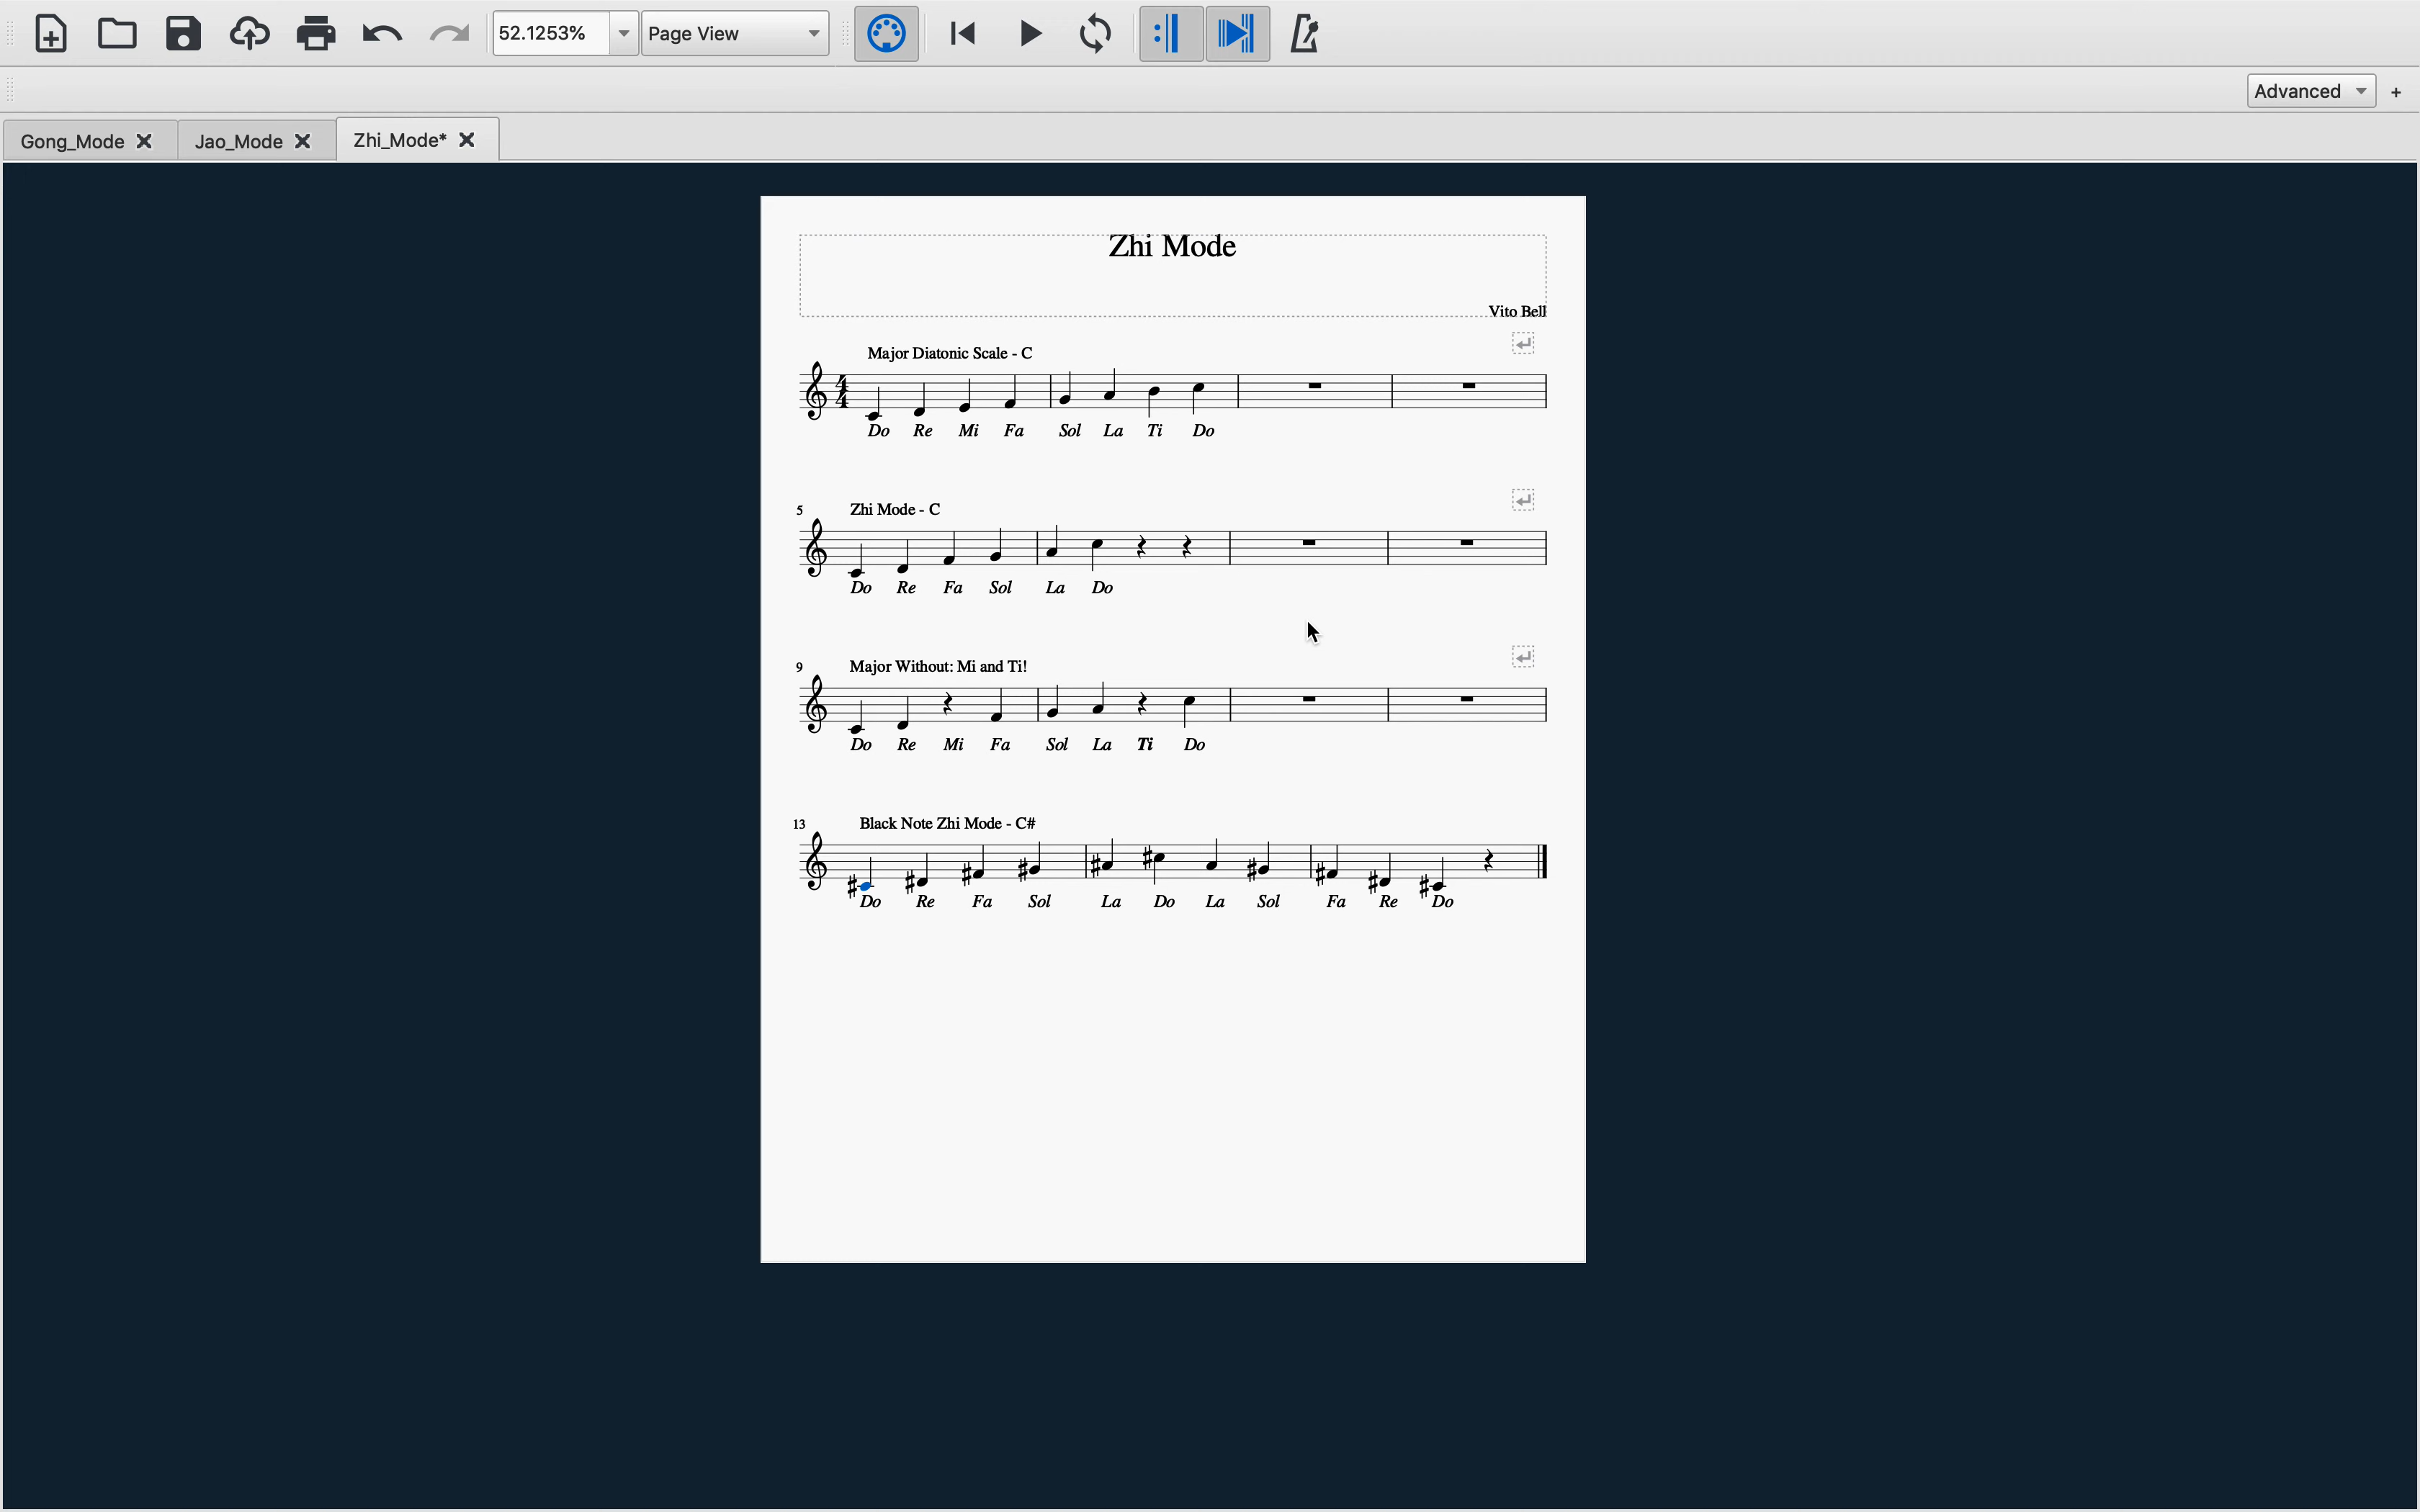 52.1253% Page View
Advanced +
Gong_Mode Jao_Mode Zhi_Mode*
Zhi Mode
Vito Bell
Major Diatonic Scale - C
4
4
Do Re Mi Fa Sol La Ti Do
5 Zhi Mode - C
Do Re Fa Sol La Do
9 Major Without: Mi and Ti!
Do Re Mi Fa Sol La Ti Do
13 Black Note Zhi Mode - C#
Do Re Fa Sol La Do La Sol Fa Re Do